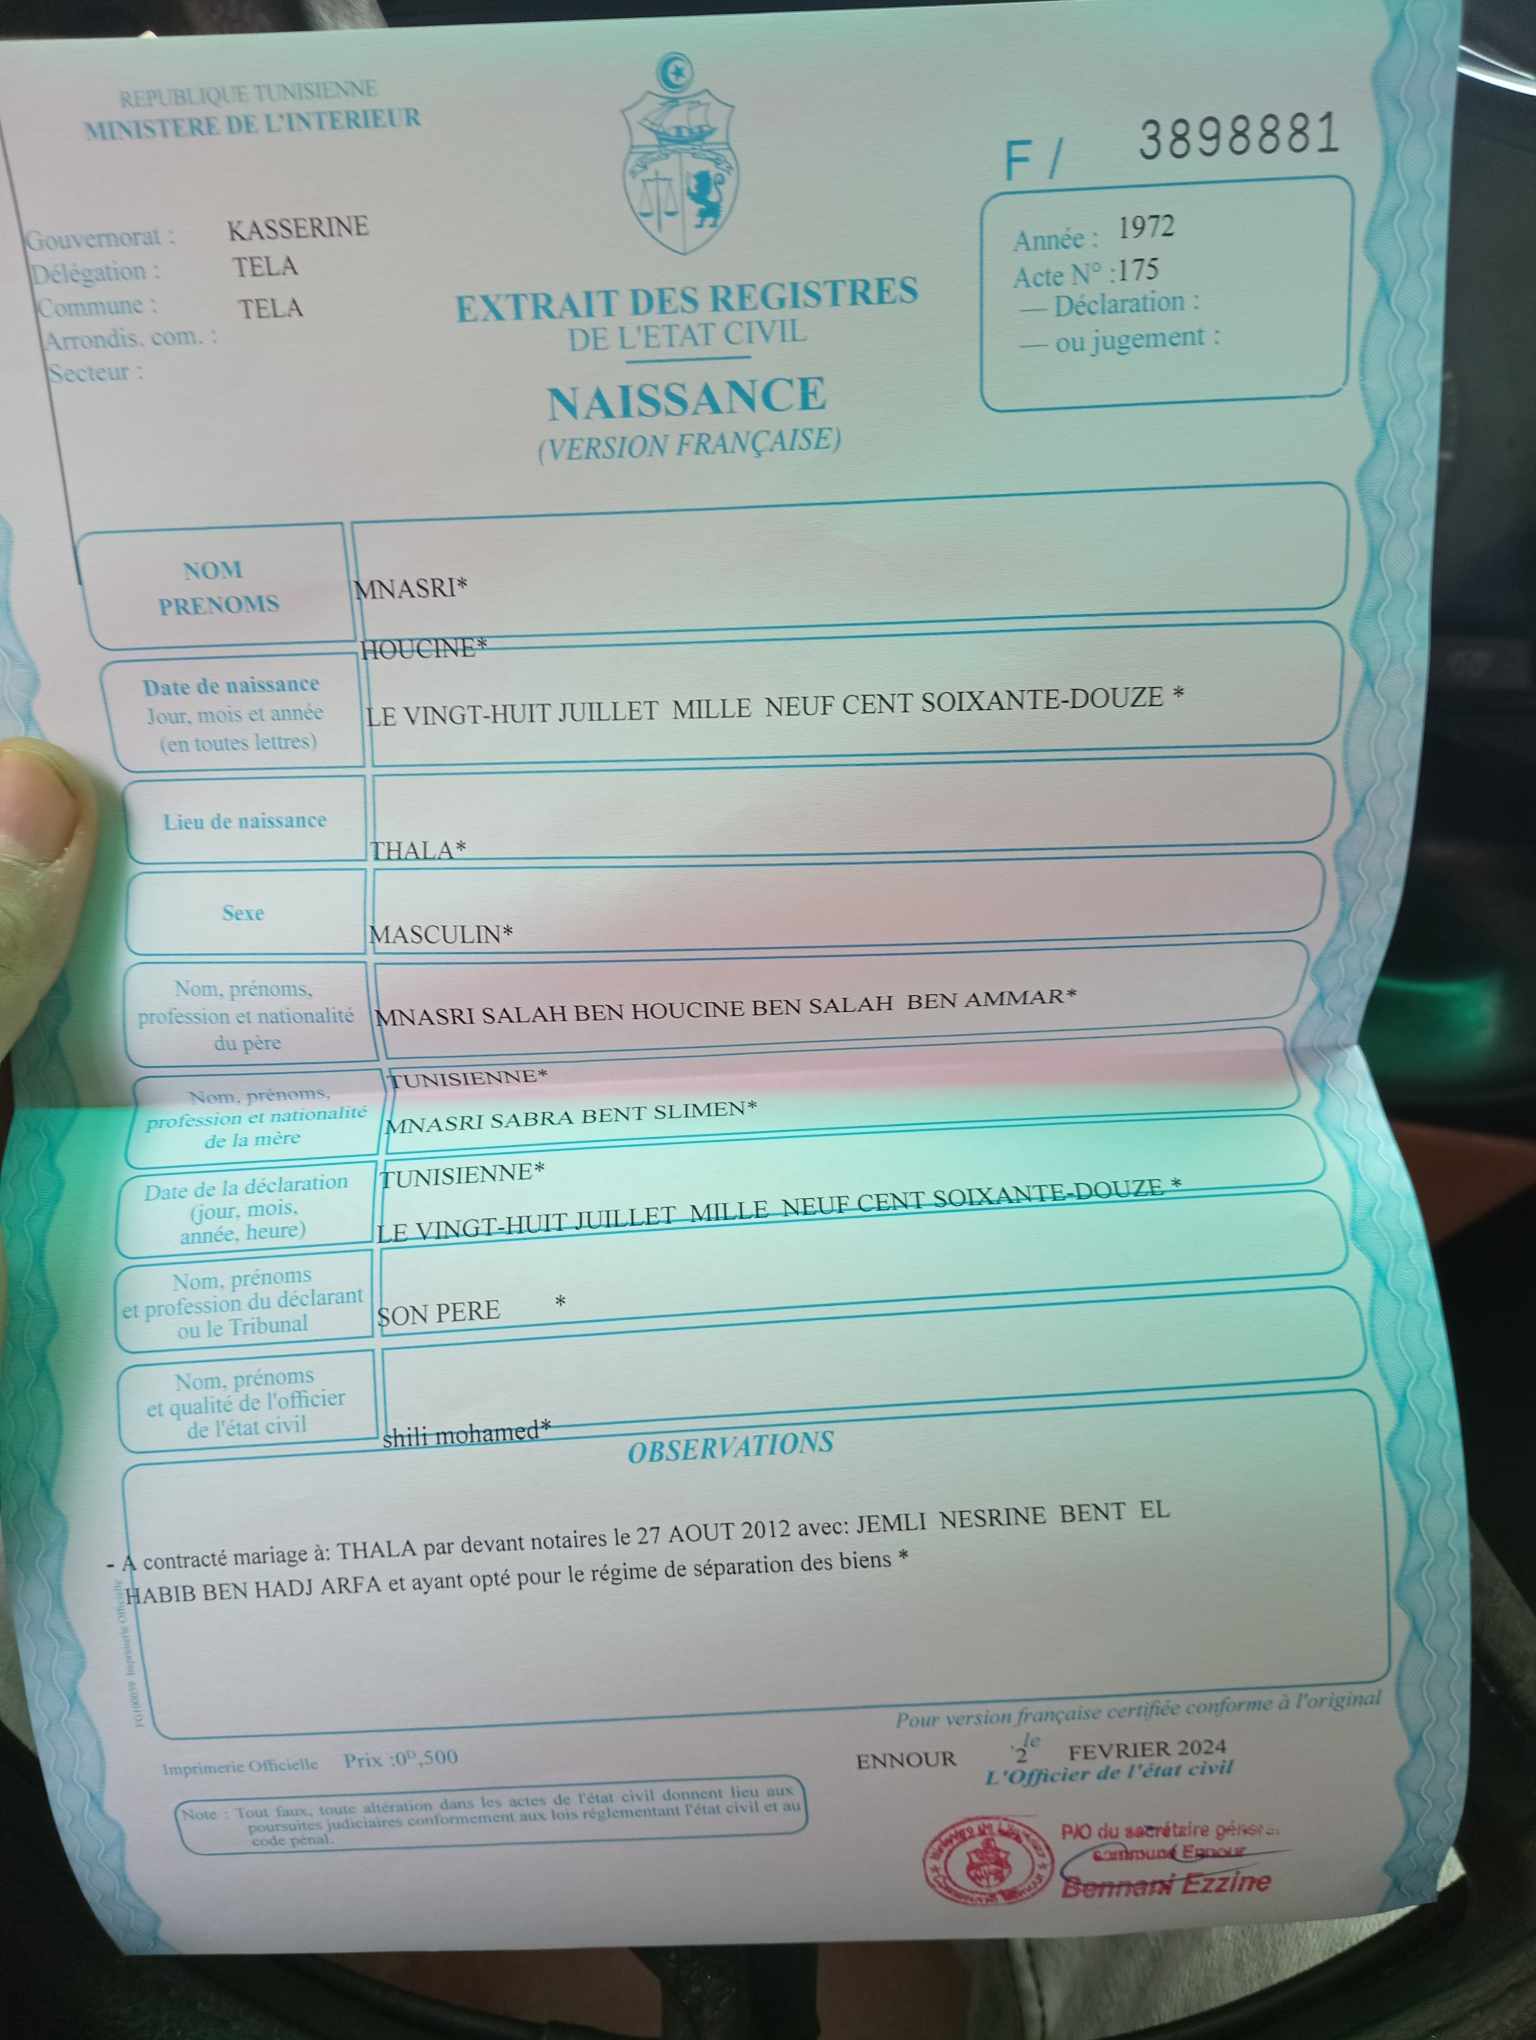 REPUBLIQUE TUNISIENNE
MINISTERE DE L'INTERIEUR
F / 3898881
Gouvernorat : KASSERINE
Délégation : TELA
Commune : TELA
Arrondis. com. :
Secteur :
EXTRAIT DES REGISTRES
DE L'ETAT CIVIL
NAISSANCE
(VERSION FRANÇAISE)
Année : 1972
Acte N° :175
— Déclaration :
— ou jugement :
NOM
PRENOMS
MNASRI*
HOUCINE*
Date de naissance
Jour, mois et année
(en toutes lettres)
LE VINGT-HUIT JUILLET MILLE NEUF CENT SOIXANTE-DOUZE *
Lieu de naissance
THALA*
Sexe
MASCULIN*
Nom, prénoms,
profession et nationalité
du père
MNASRI SALAH BEN HOUCINE BEN SALAH BEN AMMAR*
TUNISIENNE*
Nom, prénoms,
profession et nationalité
de la mère
MNASRI SABRA BENT SLIMEN*
TUNISIENNE*
Date de la déclaration
(jour, mois,
année, heure)
LE VINGT-HUIT JUILLET MILLE NEUF CENT SOIXANTE-DOUZE *
Nom, prénoms
et profession du déclarant
ou le Tribunal
SON PERE *
Nom, prénoms
et qualité de l'officier
de l'état civil
shili mohamed*
OBSERVATIONS
- A contracté mariage à: THALA par devant notaires le 27 AOUT 2012 avec: JEMLI NESRINE BENT EL
HABIB BEN HADJ ARFA et ayant opté pour le régime de séparation des biens *
Imprimerie Officielle
Pour version française certifiée conforme à l'original
Imprimerie Officielle Prix :0ᴰ,500
ENNOUR le 2 FEVRIER 2024
L'Officier de l'état civil
Note : Tout faux, toute altération dans les actes de l'état civil donnent lieu aux
poursuites judiciaires conformement aux lois réglementant l'état civil et au
code pénal.
P/O du secrétaire général
commune Ennour
Bennani Ezzine